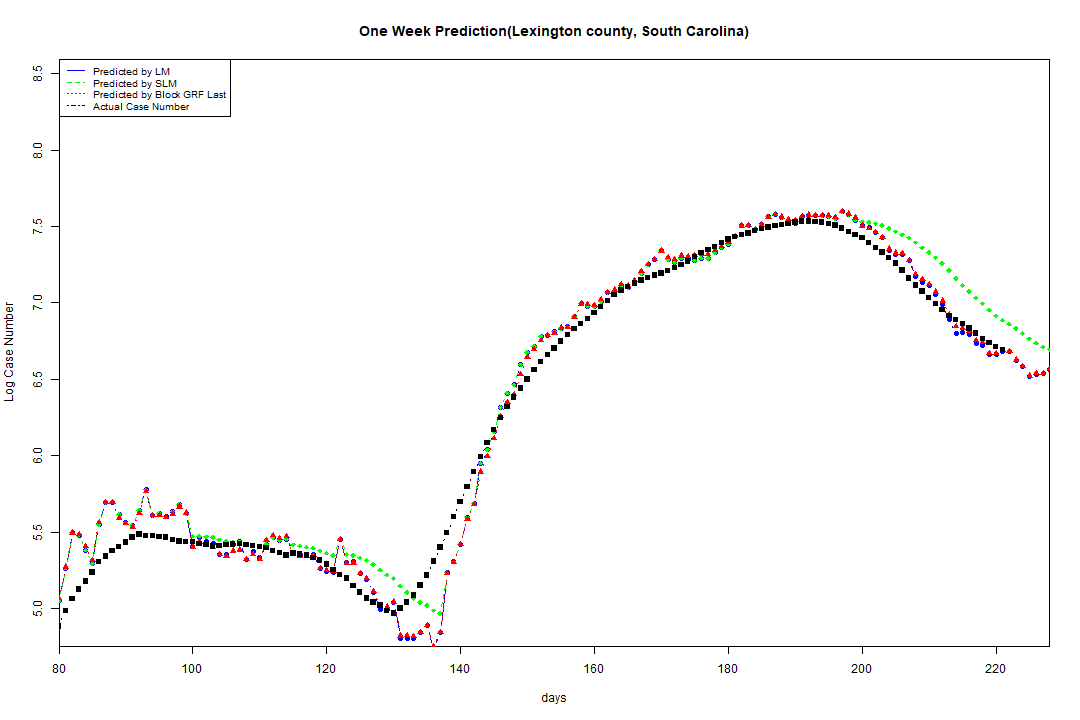 One Week Prediction(Lexington county, South Carolina)
Predicted by LM
Predicted by SLM
Predicted by Block GRF Last
Actual Case Number
Log Case Number
8.5
8.0
7.5
7.0
6.5
6.0
5.5
5.0
80 100 120 140 160 180 200 220
days